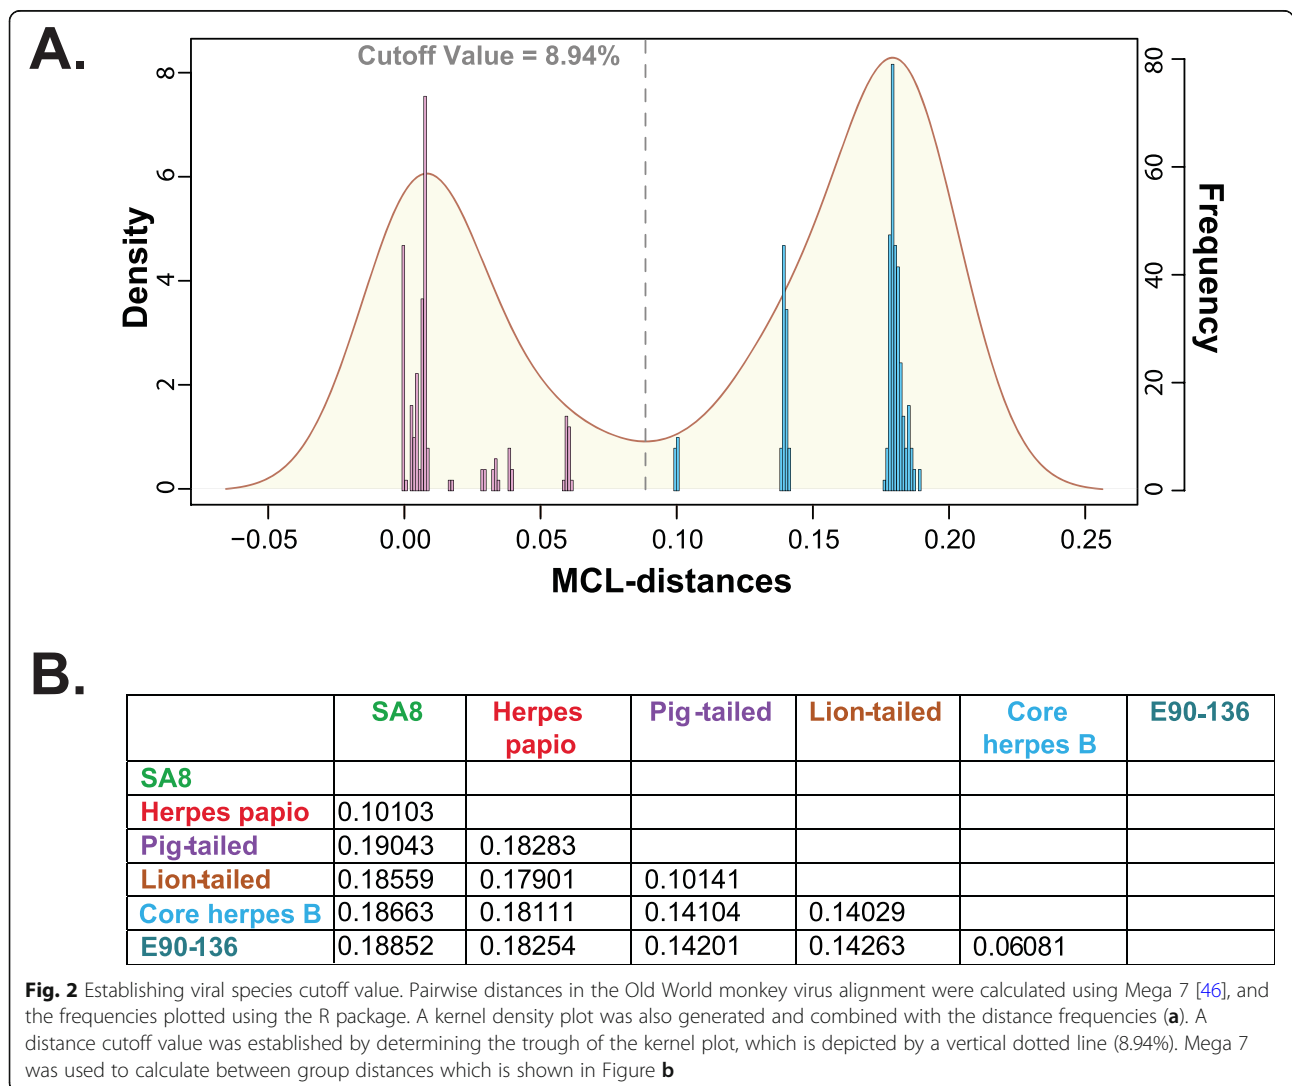 A.
Cutoff Value = 8.94%
Density
0
2
4
6
8
Frequency
0
20
40
60
80
−0.05 0.00 0.05 0.10 0.15 0.20 0.25
MCL-distances
B.
SA8 Herpes papio Pig-tailed Lion-tailed Core herpes B E90-136
SA8
Herpes papio 0.10103
Pig-tailed 0.19043 0.18283
Lion-tailed 0.18559 0.17901 0.10141
Core herpes B 0.18663 0.18111 0.14104 0.14029
E90-136 0.18852 0.18254 0.14201 0.14263 0.06081
Fig. 2 Establishing viral species cutoff value. Pairwise distances in the Old World monkey virus alignment were calculated using Mega 7 [46], and
the frequencies plotted using the R package. A kernel density plot was also generated and combined with the distance frequencies (a). A
distance cutoff value was established by determining the trough of the kernel plot, which is depicted by a vertical dotted line (8.94%). Mega 7
was used to calculate between group distances which is shown in Figure b